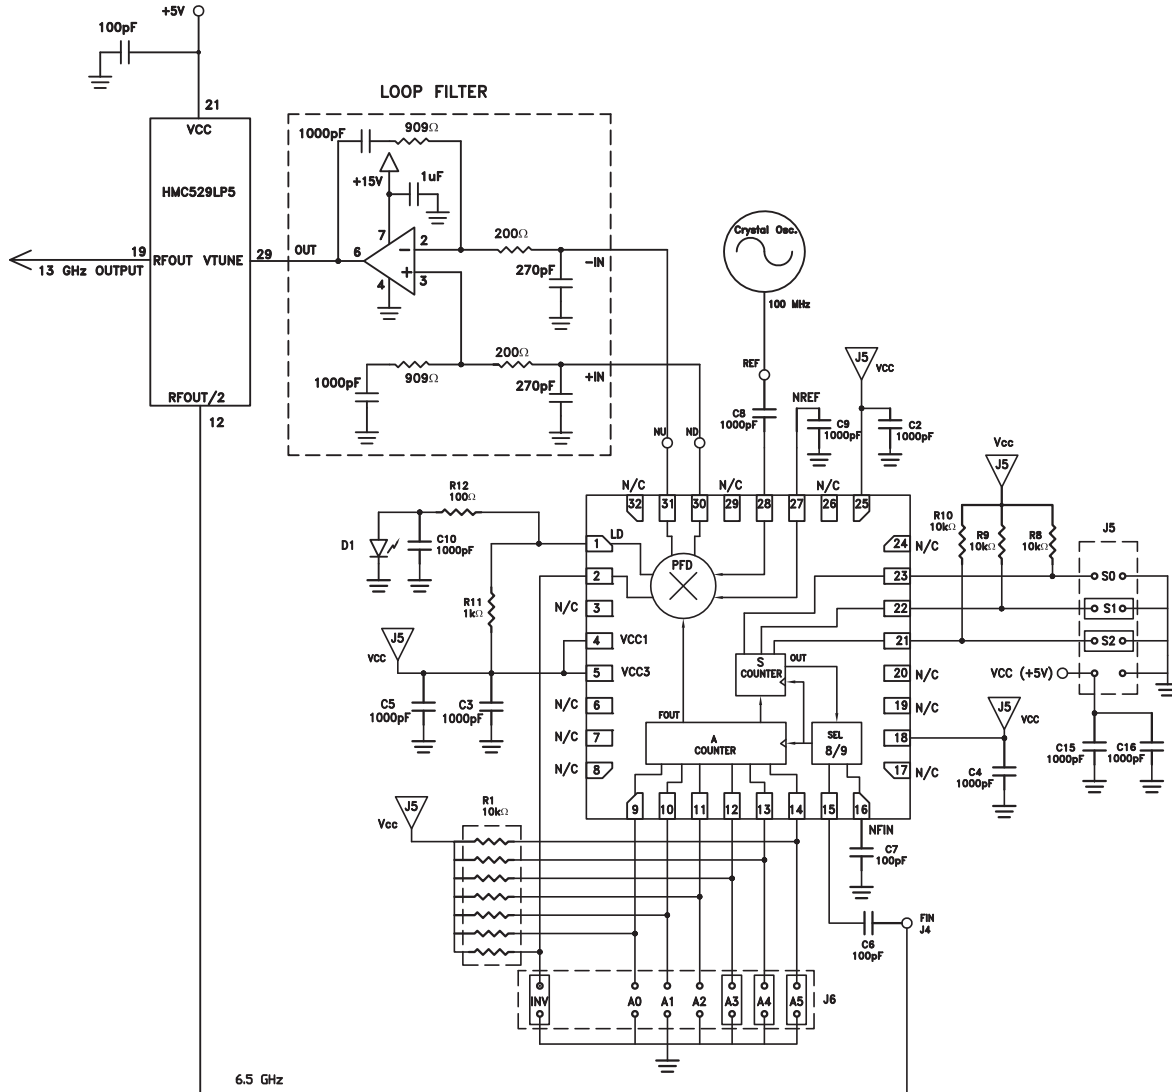 +5V
100pF
21
VCC
HMC529LP5
19
RFOUT VTUNE
29
13 GHz OUTPUT
RFOUT/2
12
LOOP FILTER
1000pF
909Ω
+15V
1uF
7
2
200Ω
OUT
6
-
+
3
4
270pF
-IN
200Ω
909Ω
1000pF
270pF
+IN
Crystal Osc.
100 MHz
REF
C8
1000pF
NREF
C9
1000pF
J5
VCC
C2
1000pF
NU
ND
N/C
N/C
N/C
32
31
30
29
28
27
26
25
R12
100Ω
D1
C10
1000pF
R11
1kΩ
J5
VCC
C5
1000pF
C3
1000pF
1
LD
2
N/C
3
4
VCC1
5
VCC3
N/C
6
N/C
7
N/C
8
PFD
S
COUNTER
OUT
FOUT
A
COUNTER
SEL
8/9
24
N/C
23
22
21
20
N/C
19
N/C
18
17
N/C
9
10
11
12
13
14
15
16
NFIN
Vcc
J5
R10
10kΩ
R9
10kΩ
R8
10kΩ
J5
S0
S1
S2
VCC (+5V)
J5
VCC
C4
1000pF
C15
1000pF
C16
1000pF
C7
100pF
C6
100pF
FIN
J4
J5
Vcc
R1
10kΩ
INV
A0
A1
A2
A3
A4
A5
J6
6.5 GHz